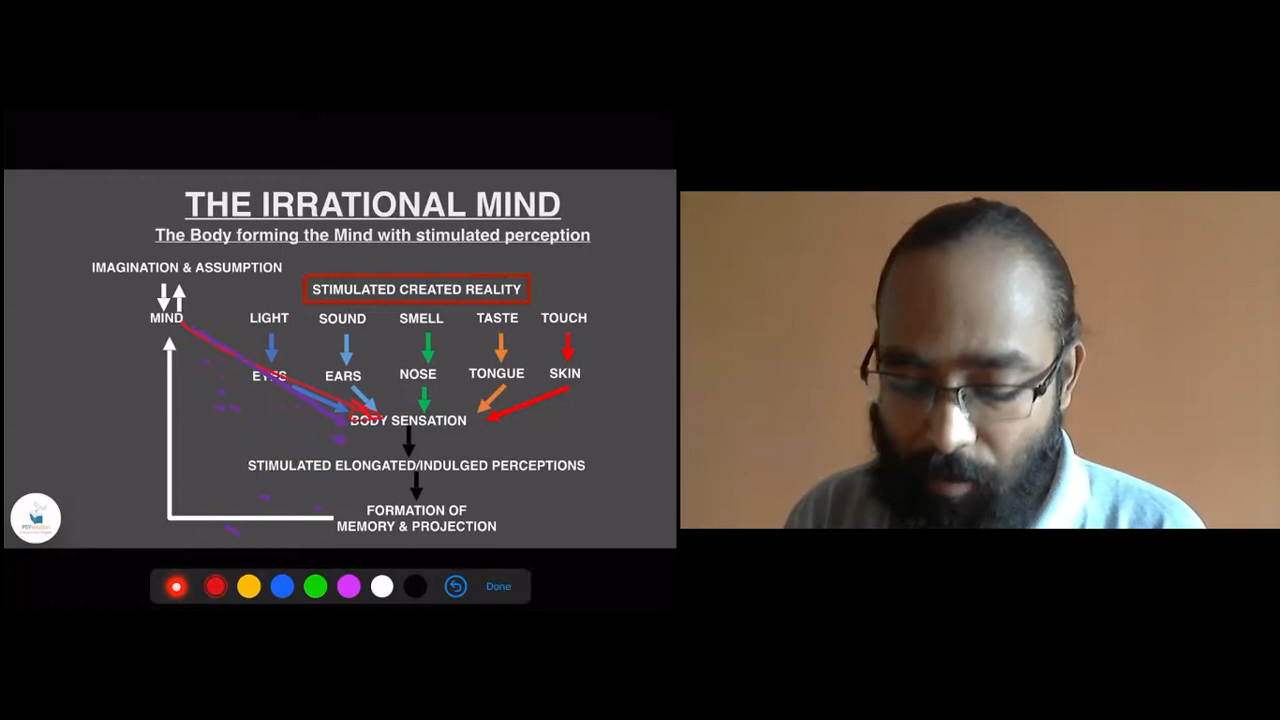 THE IRRATIONAL MIND
The Body forming the Mind with stimulated perception
IMAGINATION & ASSUMPTION
STIMULATED CREATED REALITY
MIND LIGHT SOUND SMELL TASTE TOUCH
EYES EARS NOSE TONGUE SKIN
BODY SENSATION
STIMULATED ELONGATED/INDULGED PERCEPTIONS
FORMATION OF
MEMORY & PROJECTION
Done